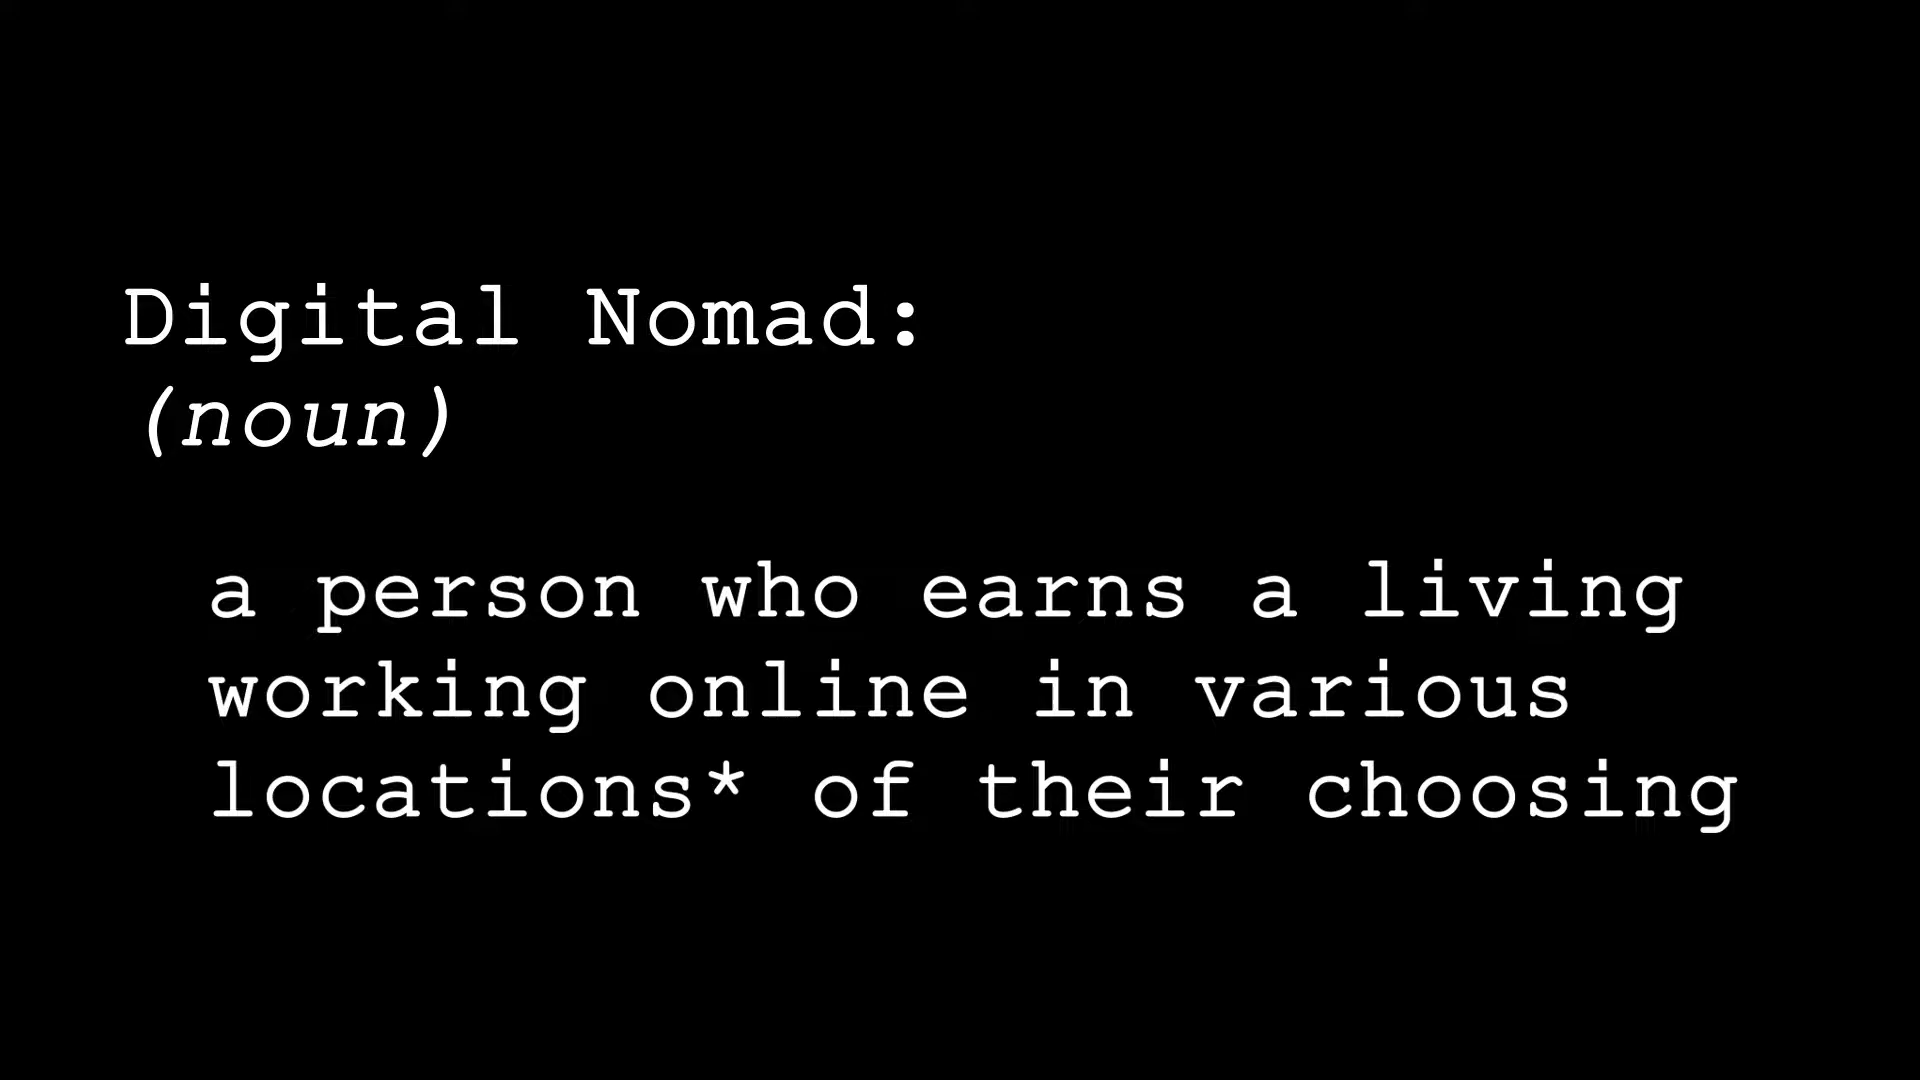 Digital Nomad:
(noun)
a person who earns a living
working online in various
locations* of their choosing